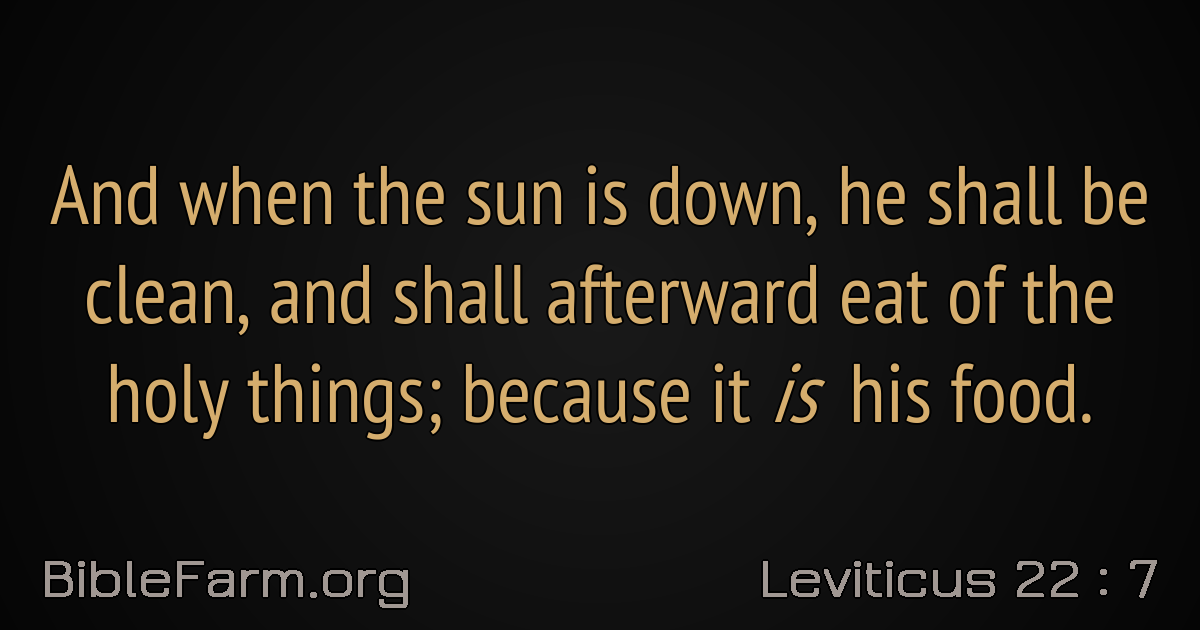 And when the sun is down, he shall be
clean, and shall afterward eat of the
holy things; because it is his food.
BibleFarm.org
Leviticus 22 : 7